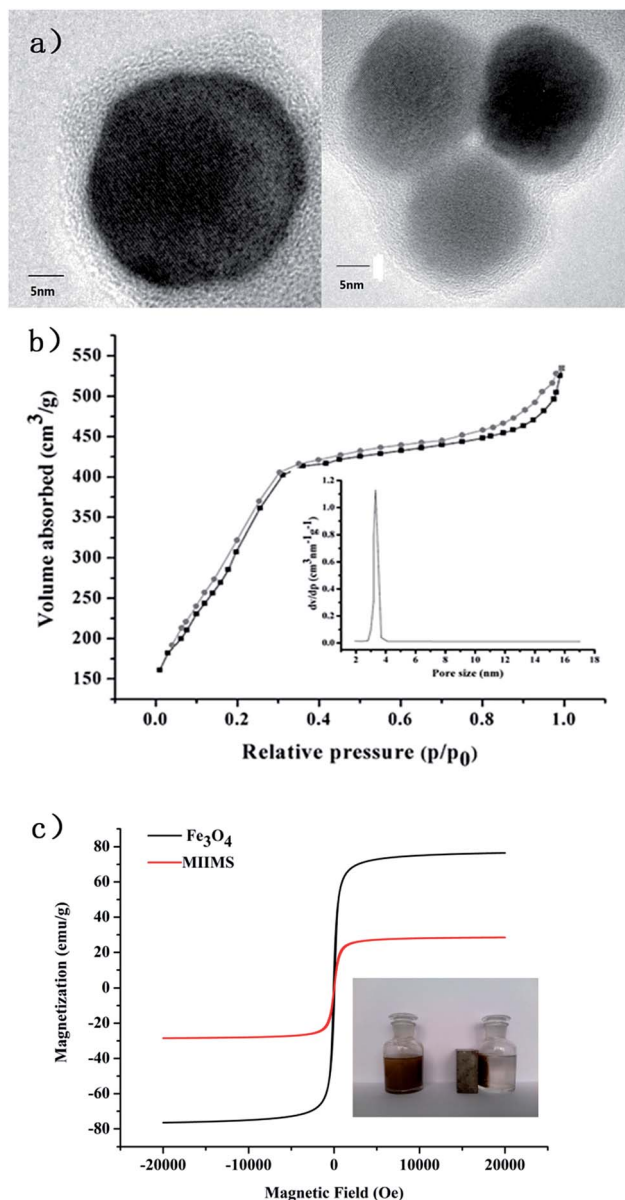 a)
5nm
5nm
b)
Volume absorbed (cm³/g)
550
500
450
400
350
300
250
200
150
0.0 0.2 0.4 0.6 0.8 1.0
Relative pressure (p/p₀)
dv/dp (cm³nm⁻¹g⁻¹)
1.2
1.0
0.8
0.6
0.4
0.2
0.0
2 4 6 8 10 12 14 16 18
Pore size (nm)
c)
Fe₃O₄
MIIMS
Magnetization (emu/g)
80
60
40
20
0
-20
-40
-60
-80
-20000 -10000 0 10000 20000
Magnetic Field (Oe)